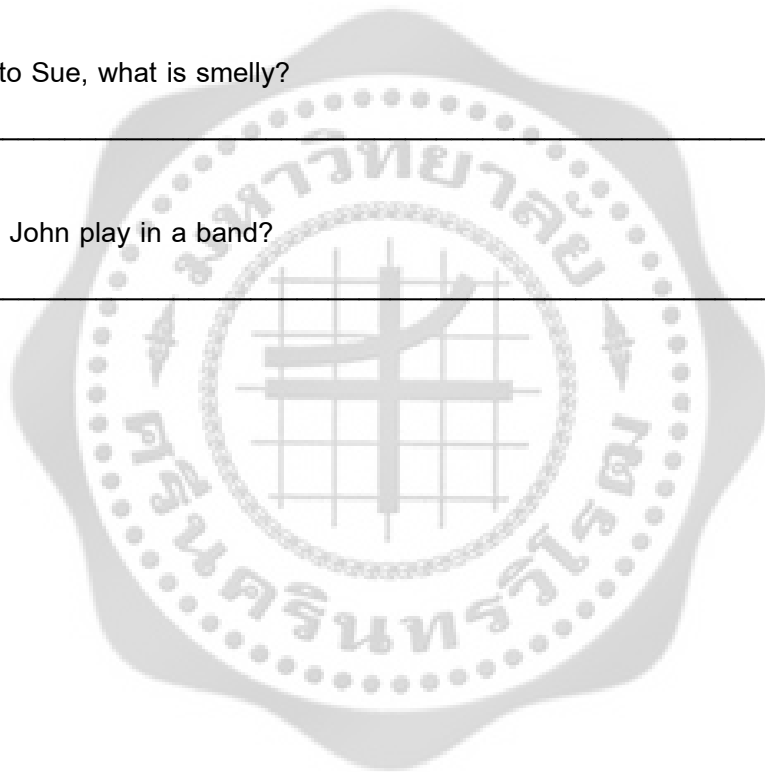 to Sue, what is smelly?
John play in a band?
มหาวิทยาลัย
ศรีนครินทรวิโรฒ